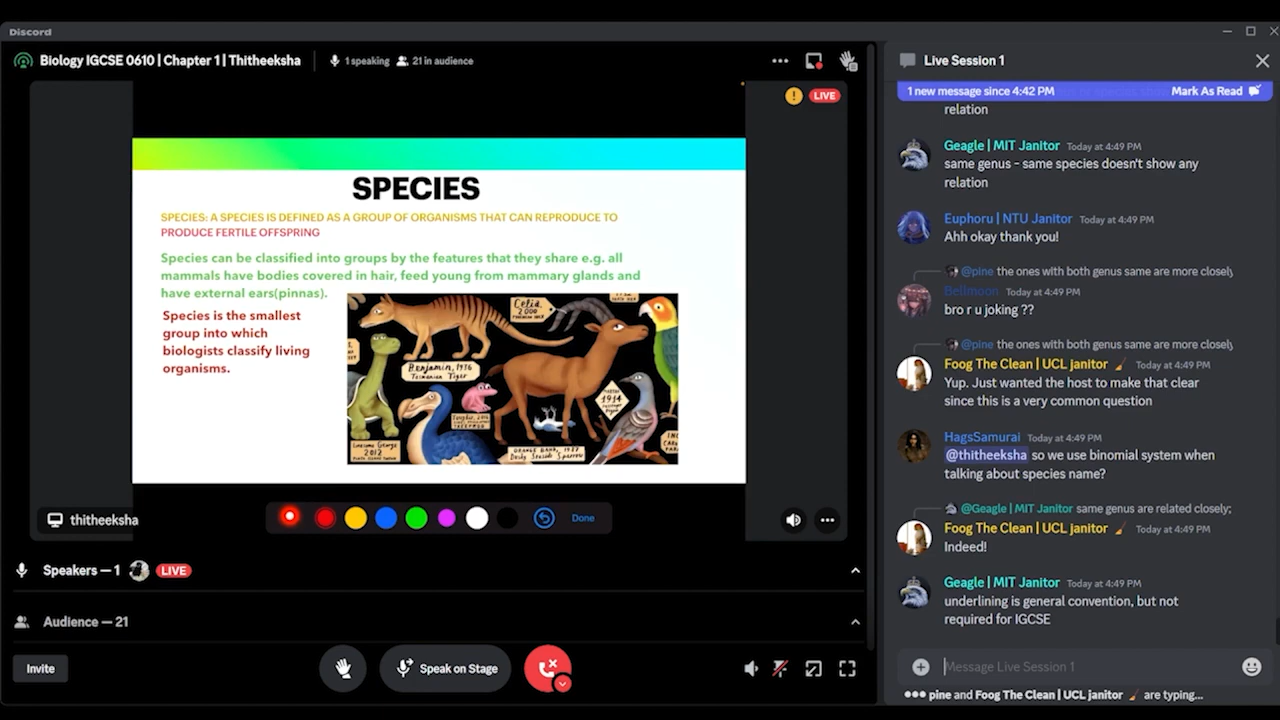 Discord
Biology IGCSE 0610 | Chapter 1 | Thitheeksha
1 speaking
21 in audience
LIVE
SPECIES
SPECIES: A SPECIES IS DEFINED AS A GROUP OF ORGANISMS THAT CAN REPRODUCE TO
PRODUCE FERTILE OFFSPRING
Species can be classified into groups by the features that they share e.g. all
mammals have bodies covered in hair, feed young from mammary glands and
have external ears(pinnas).
Species is the smallest
group into which
biologists classify living
organisms.
Celia
2000
Benjamin, 1936
Tasmanian Tiger
1914
Lonesome George
2012
Done
thitheeksha
Speakers — 1
LIVE
Audience — 21
Invite
Speak on Stage
Live Session 1
1 new message since 4:42 PM
Mark As Read
relation
Geagle | MIT Janitor Today at 4:49 PM
same genus - same species doesn't show any
relation
Euphoru | NTU Janitor Today at 4:49 PM
Ahh okay thank you!
@pine the ones with both genus same are more closely
Bellmoon Today at 4:49 PM
bro r u joking ??
@pine the ones with both genus same are more closely
Foog The Clean | UCL janitor Today at 4:49 PM
Yup. Just wanted the host to make that clear
since this is a very common question
HagsSamurai Today at 4:49 PM
@thitheeksha so we use binomial system when
talking about species name?
@Geagle | MIT Janitor same genus are related closely;
Foog The Clean | UCL janitor Today at 4:49 PM
Indeed!
Geagle | MIT Janitor Today at 4:49 PM
underlining is general convention, but not
required for IGCSE
Message Live Session 1
pine and Foog The Clean | UCL janitor are typing...